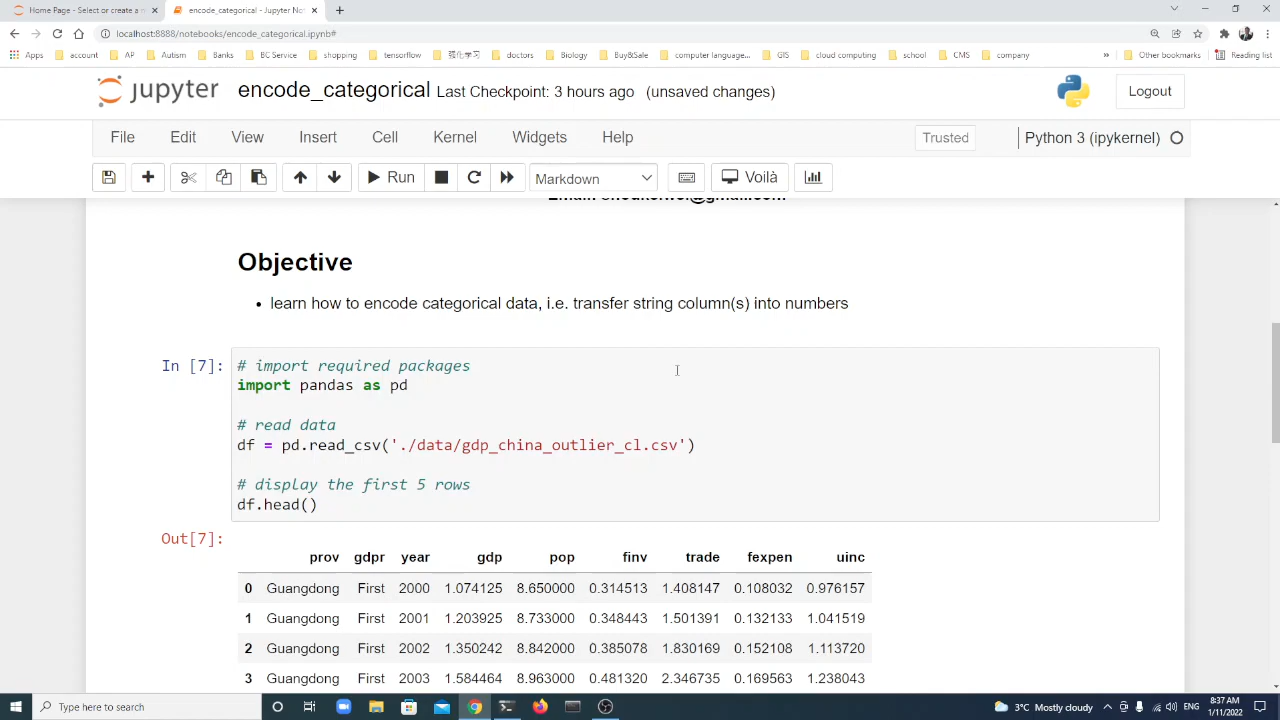 Home Page - Select or create a n
encode_categorical - Jupyter Not
localhost:8888/notebooks/encode_categorical.ipynb#
Apps account AP Autism Banks BC Service shopping tensorflow 强化学习 doctors Biology Buy&Sale computer language... GIS cloud computing school CMS company » Other bookmarks Reading list
jupyter encode_categorical Last Checkpoint: 3 hours ago (unsaved changes) Logout
File Edit View Insert Cell Kernel Widgets Help Trusted Python 3 (ipykernel)
Run Markdown Voilà
Objective
• learn how to encode categorical data, i.e. transfer string column(s) into numbers
In [7]: # import required packages
import pandas as pd
# read data
df = pd.read_csv('./data/gdp_china_outlier_cl.csv')
# display the first 5 rows
df.head()
Out[7]:
prov gdpr year gdp pop finv trade fexpen uinc
0 Guangdong First 2000 1.074125 8.650000 0.314513 1.408147 0.108032 0.976157
1 Guangdong First 2001 1.203925 8.733000 0.348443 1.501391 0.132133 1.041519
2 Guangdong First 2002 1.350242 8.842000 0.385078 1.830169 0.152108 1.113720
3 Guangdong First 2003 1.584464 8.963000 0.481320 2.346735 0.169563 1.238043
Type here to search
3°C Mostly cloudy ENG 8:37 AM
1/11/2022